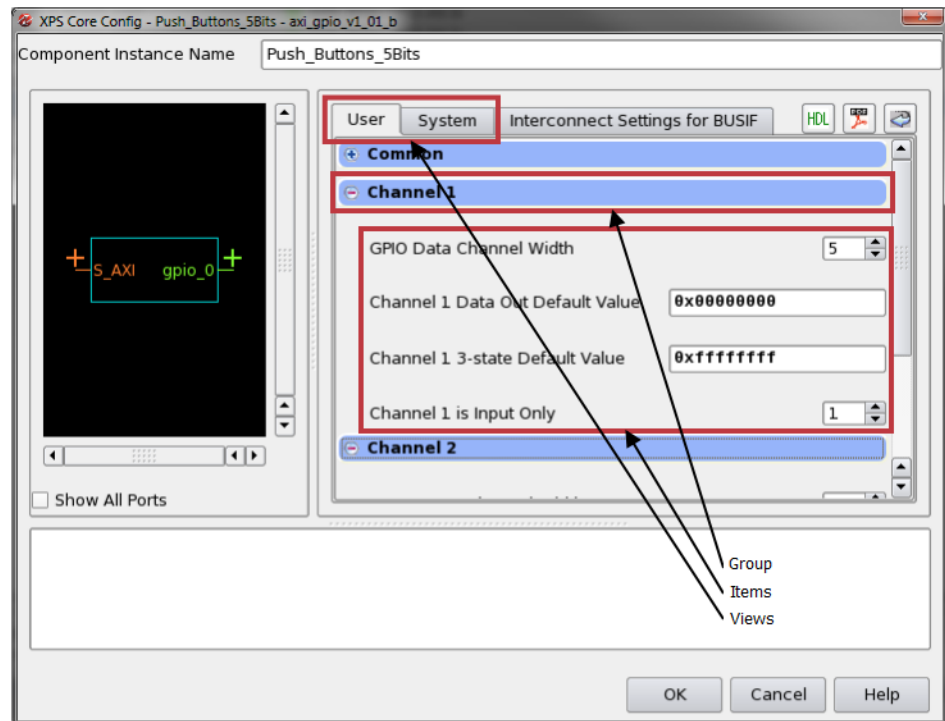 XPS Core Config - Push_Buttons_5Bits - axi_gpio_v1_01_b
Component Instance Name Push_Buttons_5Bits
User System Interconnect Settings for BUSIF HDL PDF
Common
Channel 1
GPIO Data Channel Width 5
Channel 1 Data Out Default Value 0x00000000
Channel 1 3-state Default Value 0xffffffff
Channel 1 is Input Only 1
Channel 2
S_AXI gpio_0
Show All Ports
Group
Items
Views
OK Cancel Help